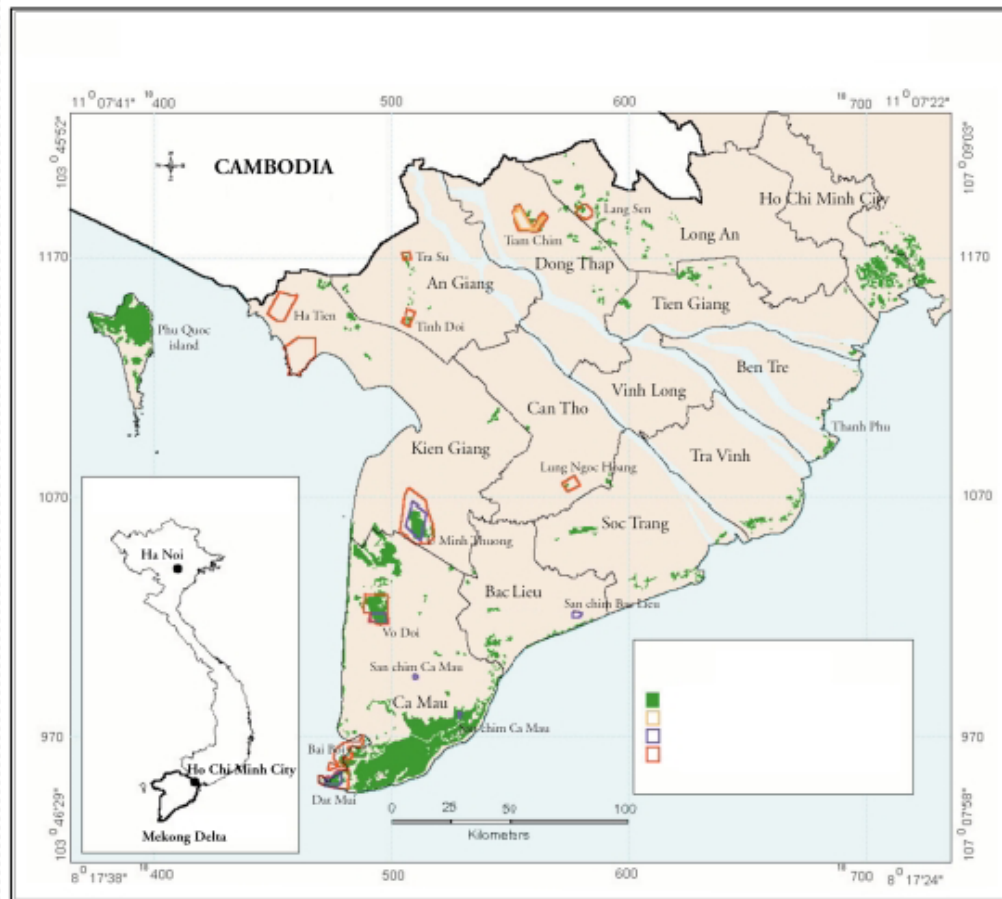 11° 07'41" 18 400
500
600
18 700 11° 07'22"
103° 45'52"
107° 09'03"
CAMBODIA
Ho Chi Minh City
Lang Sen
Tram Chim
Long An
Dong Thap
1170
1170
Tra Su
An Giang
Tien Giang
Ha Tien
Tinh Doi
Phu Quoc
island
Ben Tre
Vinh Long
Can Tho
Thanh Phu
Kien Giang
Tra Vinh
Lung Ngoc Hoang
1070
1070
Soc Trang
Minh Thuong
Ha Noi
Bac Lieu
San chim Bac Lieu
Vo Doi
San chim Ca Mau
Ca Mau
San chim Ca Mau
970
970
Bai Boi
Ho Chi Minh City
Dat Mui
Mekong Delta
0 25 50 100
Kilometers
103° 46'29"
107° 07'58"
8° 17'38" 18 400
500
600
18 700 8° 17'24"